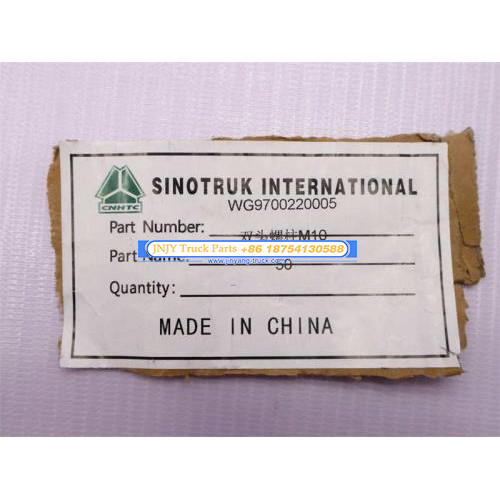 CNHTC
SINOTRUK INTERNATIONAL
WG9700220005
Part Number:
双头螺柱M10
JNJY Truck Parts +86 18754130588
Part Name:
www.jinyang-truck.com
50
Quantity:
MADE IN CHINA